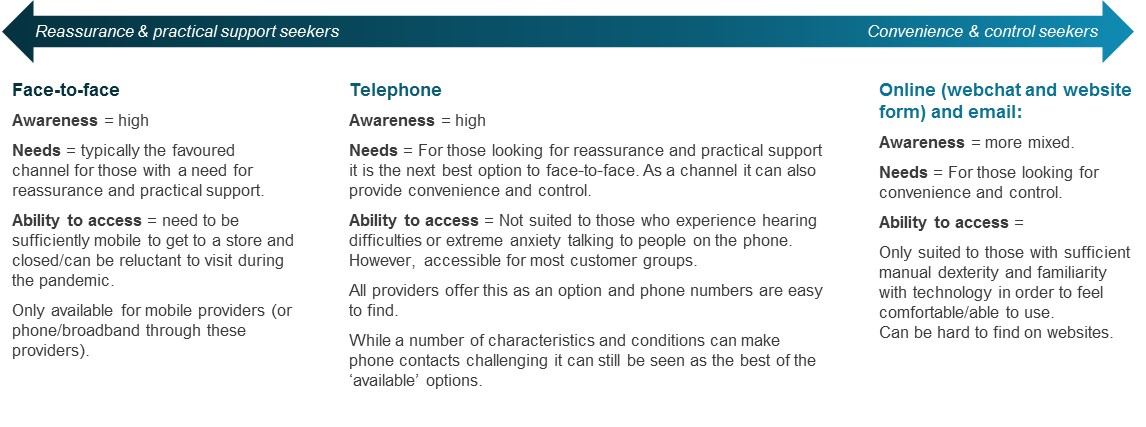 Reassurance & practical support seekers
Convenience & control seekers
Face-to-face
Awareness = high
Needs = typically the favoured
channel for those with a need for
reassurance and practical support.
Ability to access = need to be
sufficiently mobile to get to a store and
closed/can be reluctant to visit during
the pandemic.
Only available for mobile providers (or
phone/broadband through these
providers).
Telephone
Awareness = high
Needs = For those looking for reassurance and practical support
it is the next best option to face-to-face. As a channel it can also
provide convenience and control.
Ability to access = Not suited to those who experience hearing
difficulties or extreme anxiety talking to people on the phone.
However, accessible for most customer groups.
All providers offer this as an option and phone numbers are easy
to find.
While a number of characteristics and conditions can make
phone contacts challenging it can still be seen as the best of the
‘available’ options.
Online (webchat and website
form) and email:
Awareness = more mixed.
Needs = For those looking for
convenience and control.
Ability to access =
Only suited to those with sufficient
manual dexterity and familiarity
with technology in order to feel
comfortable/able to use.
Can be hard to find on websites.